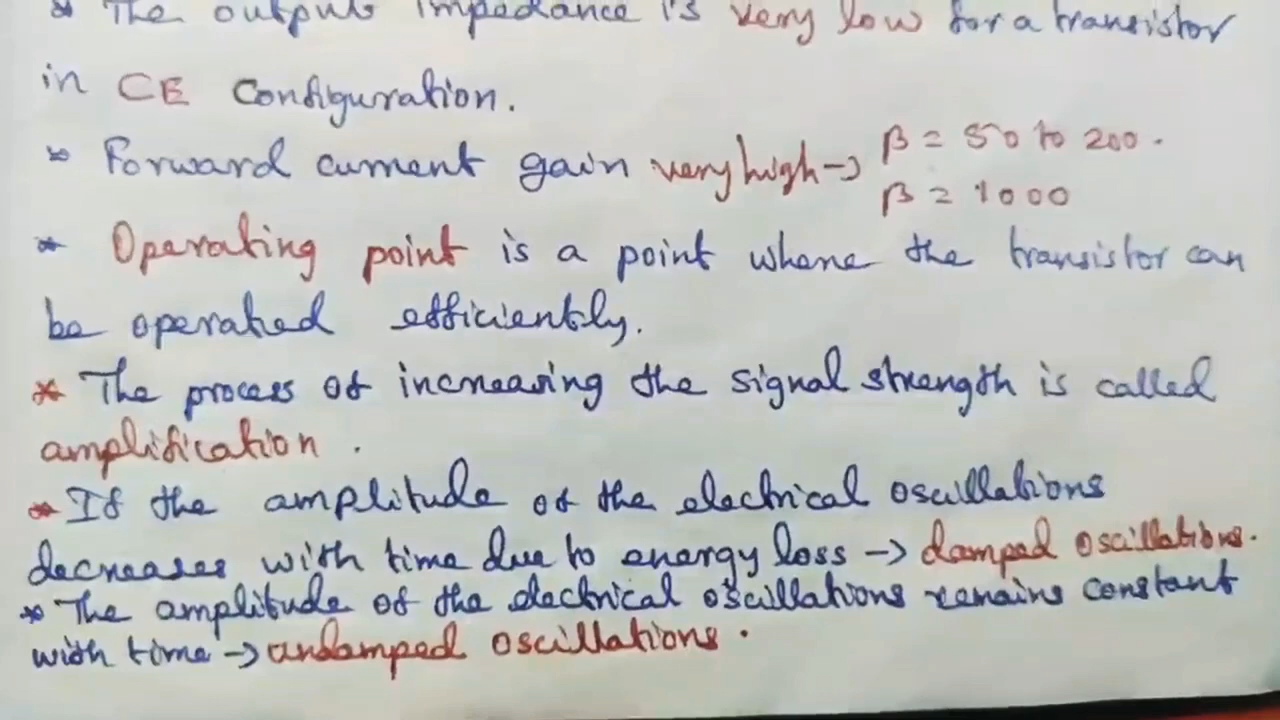 * The output impedance is very low for a transistor
in CE Configuration.
* Forward current gain very high → β = 50 to 200.
β = 1000
* Operating point is a point where the transistor can
be operated efficiently.
* The process of increasing the signal strength is called
amplification.
* If the amplitude of the electrical oscillations
decreases with time due to energy loss → damped oscillations.
* The amplitude of the electrical oscillations remains constant
with time → undamped oscillations.